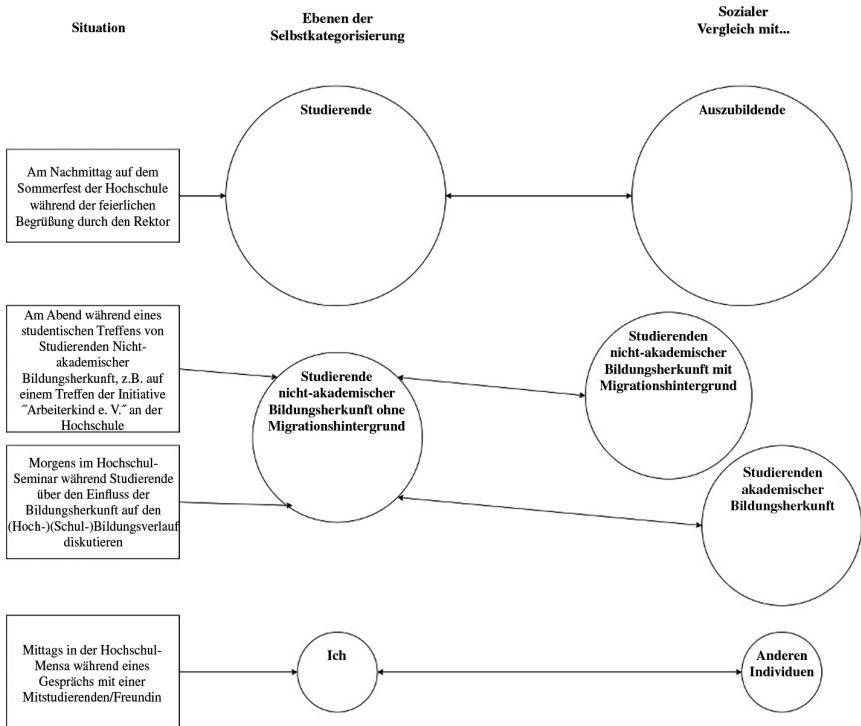 Situation
Ebenen der
Selbstkategorisierung
Sozialer
Vergleich mit...
Am Nachmittag auf dem
Sommerfest der Hochschule
während der feierlichen
Begrüßung durch den Rektor
Studierende
Auszubildende
Am Abend während eines
studentischen Treffens von
Studierenden Nicht-
akademischer
Bildungsherkunft, z.B. auf
einem Treffen der Initiative
˝Arbeiterkind e. V.˝ an der
Hochschule
Studierende
nicht-akademischer
Bildungsherkunft ohne
Migrationshintergrund
Studierenden
nicht-akademischer
Bildungsherkunft mit
Migrationshintergrund
Morgens im Hochschul-
Seminar während Studierende
über den Einfluss der
Bildungsherkunft auf den
(Hoch-)(Schul-)Bildungsverlauf
diskutieren
Studierenden
akademischer
Bildungsherkunft
Mittags in der Hochschul-
Mensa während eines
Gesprächs mit einer
Mitstudierenden/Freundin
Ich
Anderen
Individuen